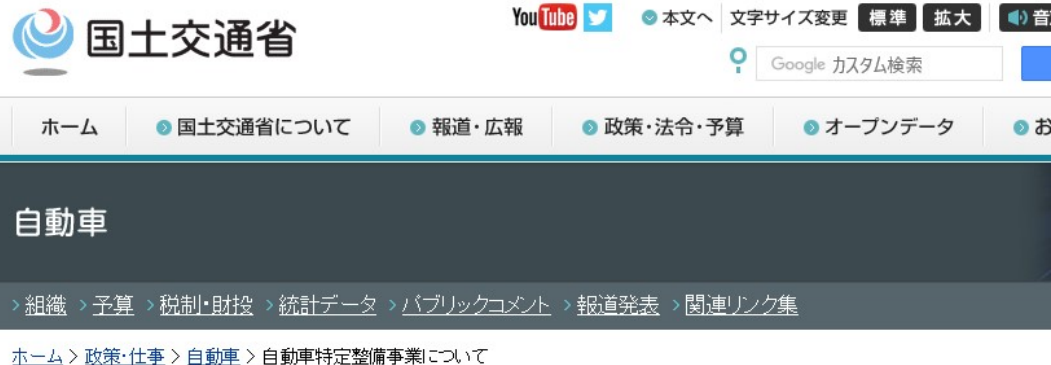 国土交通省
YouTube 本文へ 文字サイズ変更 標準 拡大 音
Google カスタム検索
ホーム 国土交通省について 報道・広報 政策・法令・予算 オープンデータ お
自動車
>組織 >予算 >税制・財投 >統計データ >パブリックコメント >報道発表 >関連リンク集
ホーム > 政策・仕事 > 自動車 > 自動車特定整備事業について